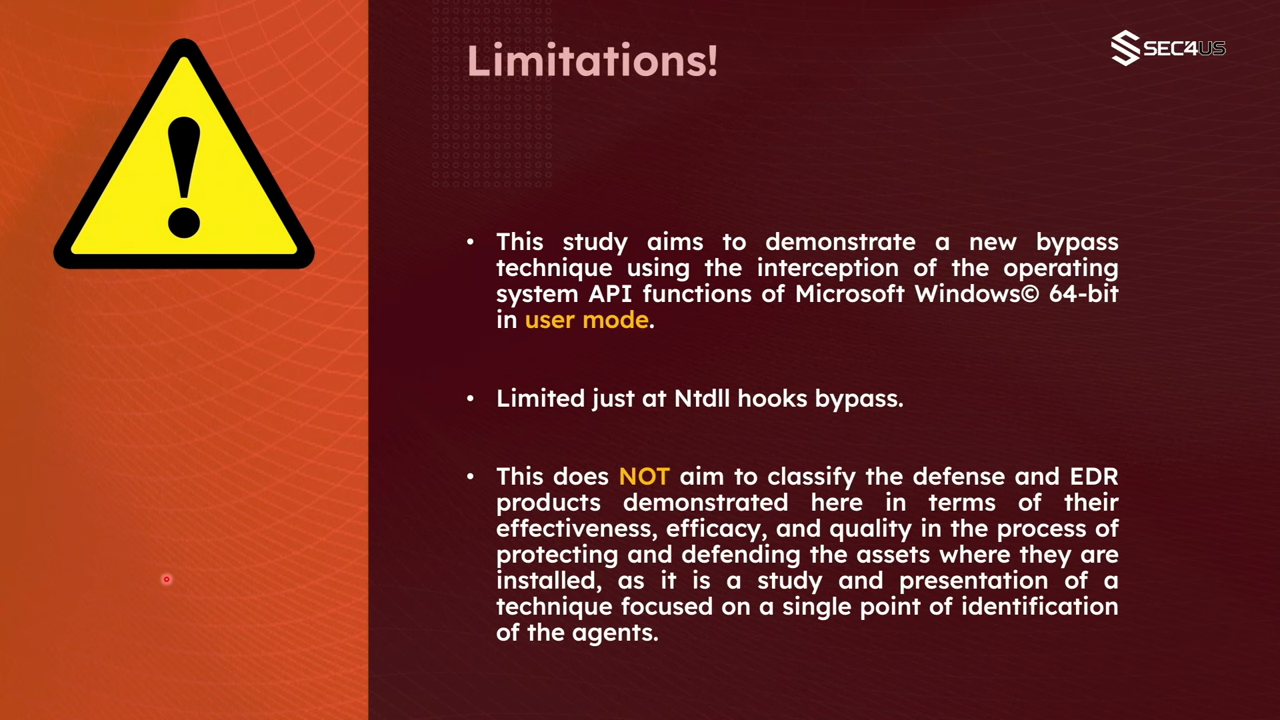 Limitations!
SEC4US
• This study aims to demonstrate a new bypass
technique using the interception of the operating
system API functions of Microsoft Windows© 64-bit
in user mode.
• Limited just at Ntdll hooks bypass.
• This does NOT aim to classify the defense and EDR
products demonstrated here in terms of their
effectiveness, efficacy, and quality in the process of
protecting and defending the assets where they are
installed, as it is a study and presentation of a
technique focused on a single point of identification
of the agents.